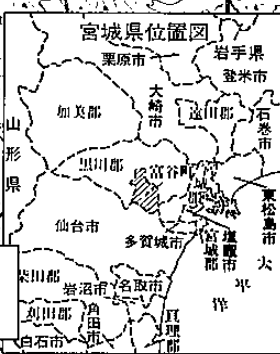 宮城県位置図
栗原市
岩手県
登米市
大崎市
加美郡
遠田郡
石巻市
山形県
黒川郡
富谷町
宮城郡
東松島市
仙台市
多賀城市
塩竈市
宮城郡
太平洋
柴田郡
岩沼市
名取市
刈田郡
角田市
亘理郡
白石市